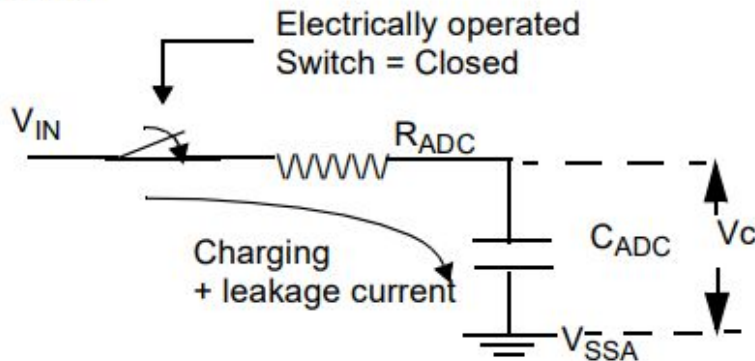 Electrically operated
Switch = Closed
VIN
RADC
Charging
+ leakage current
CADC
Vc
VSSA